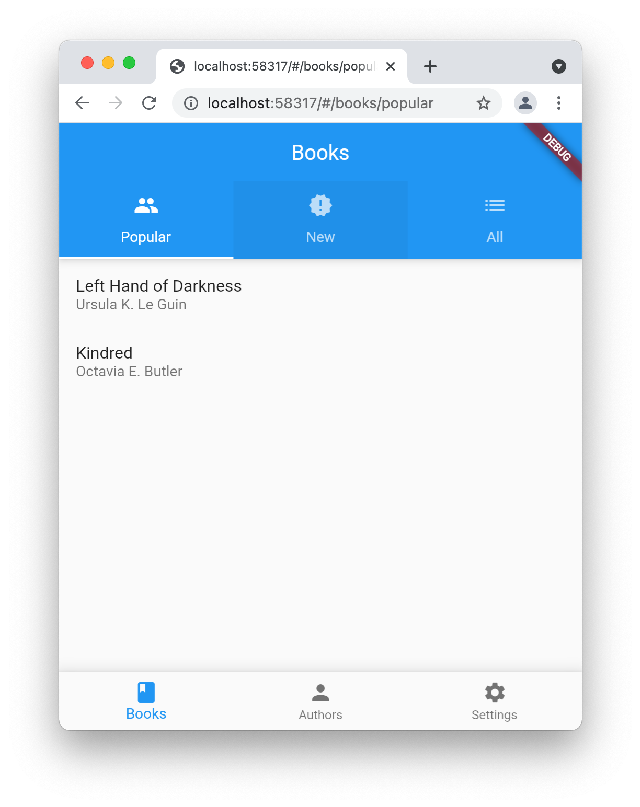 localhost:58317/#/books/popu
localhost:58317/#/books/popular
DEBUG
Books
Popular
New
All
Left Hand of Darkness
Ursula K. Le Guin
Kindred
Octavia E. Butler
Books
Authors
Settings